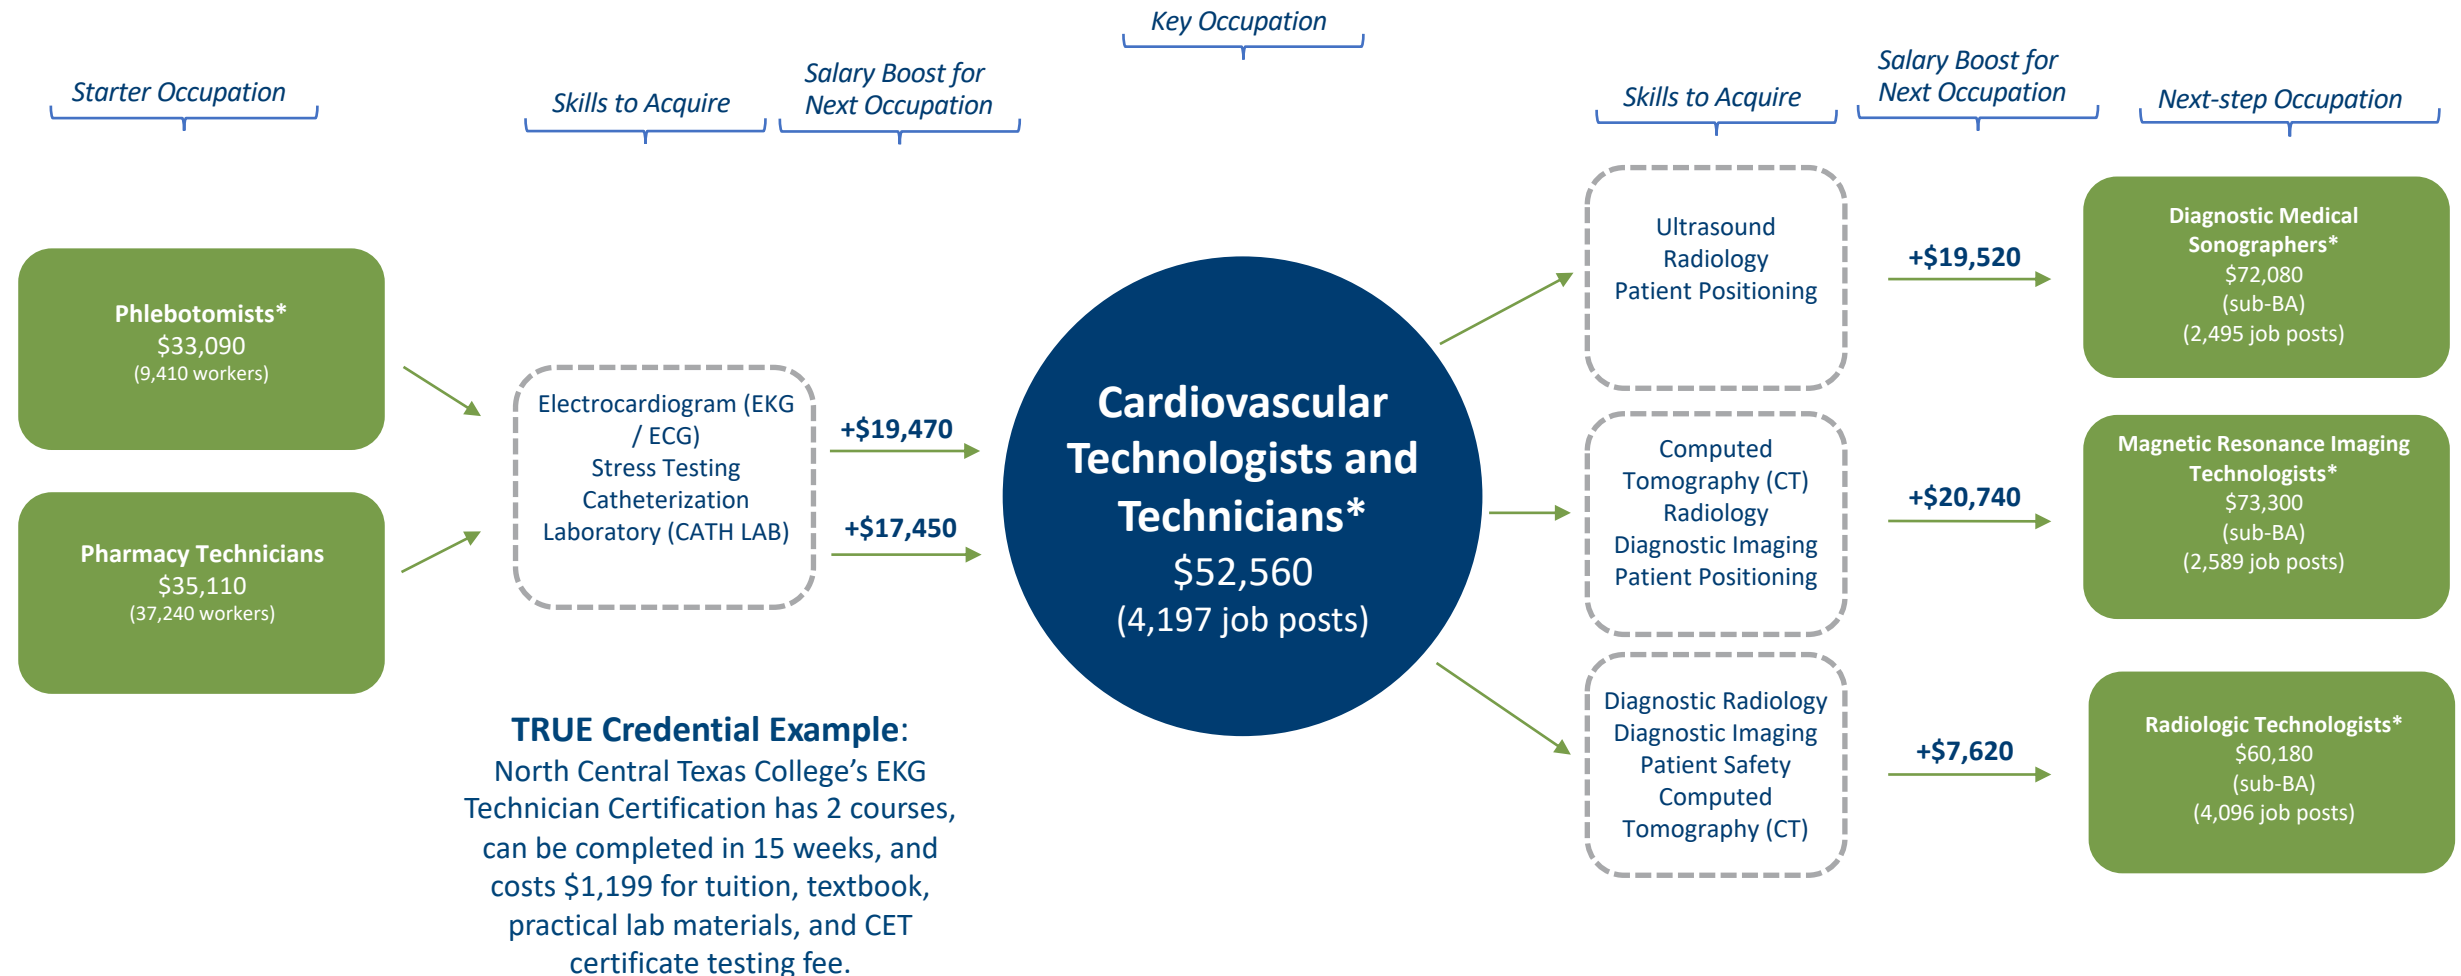 Key Occupation
Starter Occupation
Skills to Acquire
Salary Boost for
Next Occupation
Skills to Acquire
Salary Boost for
Next Occupation
Next-step Occupation
Phlebotomists*
$33,090
(9,410 workers)
Pharmacy Technicians
$35,110
(37,240 workers)
Electrocardiogram (EKG
/ ECG)
Stress Testing
Catheterization
Laboratory (CATH LAB)
+$19,470
+$17,450
Cardiovascular
Technologists and
Technicians*
$52,560
(4,197 job posts)
Ultrasound
Radiology
Patient Positioning
+$19,520
Diagnostic Medical
Sonographers*
$72,080
(sub-BA)
(2,495 job posts)
Computed
Tomography (CT)
Radiology
Diagnostic Imaging
Patient Positioning
+$20,740
Magnetic Resonance Imaging
Technologists*
$73,300
(sub-BA)
(2,589 job posts)
Diagnostic Radiology
Diagnostic Imaging
Patient Safety
Computed
Tomography (CT)
+$7,620
Radiologic Technologists*
$60,180
(sub-BA)
(4,096 job posts)
TRUE Credential Example:
North Central Texas College’s EKG
Technician Certification has 2 courses,
can be completed in 15 weeks, and
costs $1,199 for tuition, textbook,
practical lab materials, and CET
certificate testing fee.